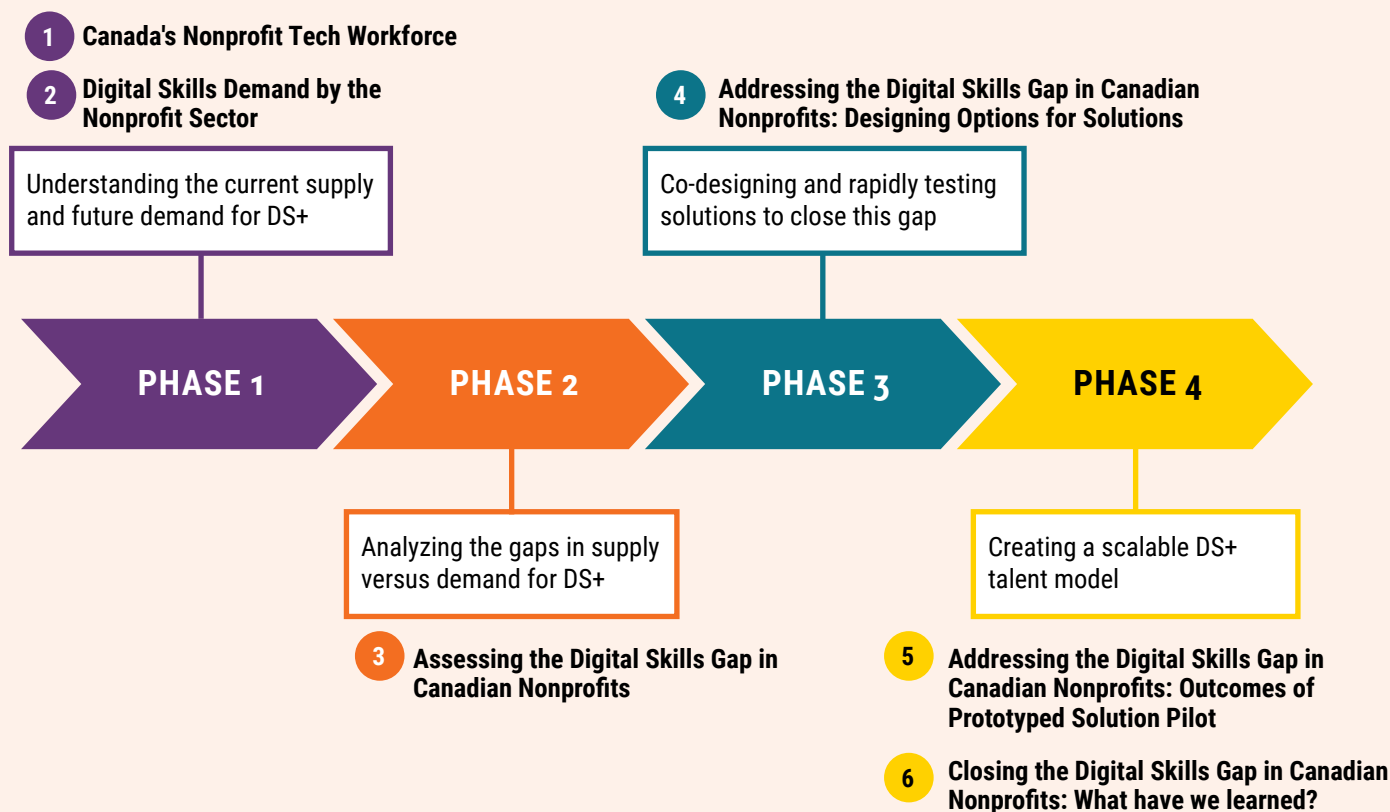 1 Canada's Nonprofit Tech Workforce
2 Digital Skills Demand by the
Nonprofit Sector
Understanding the current supply
and future demand for DS+
4 Addressing the Digital Skills Gap in Canadian
Nonprofits: Designing Options for Solutions
Co-designing and rapidly testing
solutions to close this gap
PHASE 1
PHASE 2
PHASE 3
PHASE 4
Analyzing the gaps in supply
versus demand for DS+
3 Assessing the Digital Skills Gap in
Canadian Nonprofits
Creating a scalable DS+
talent model
5 Addressing the Digital Skills Gap in
Canadian Nonprofits: Outcomes of
Prototyped Solution Pilot
6 Closing the Digital Skills Gap in Canadian
Nonprofits: What have we learned?